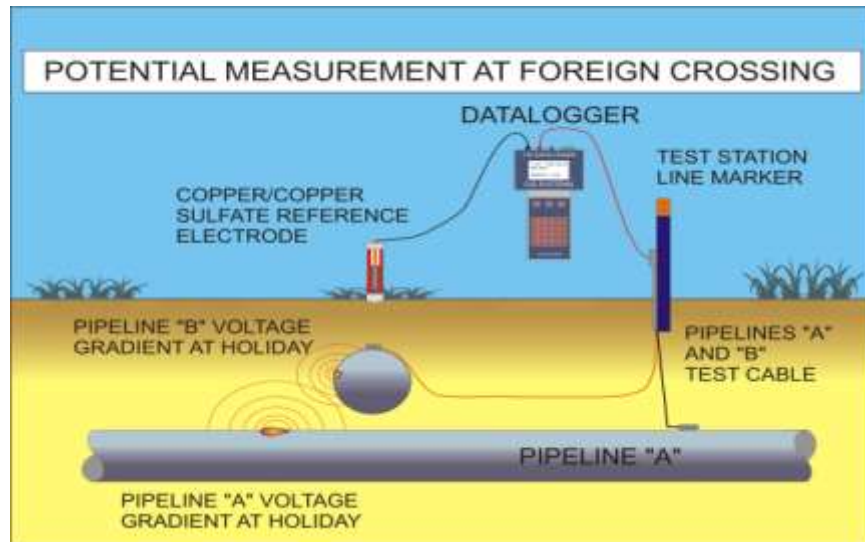 POTENTIAL MEASUREMENT AT FOREIGN CROSSING
DATALOGGER
TEST STATION
LINE MARKER
COPPER/COPPER
SULFATE REFERENCE
ELECTRODE
PIPELINE "B" VOLTAGE
GRADIENT AT HOLIDAY
PIPELINES "A"
AND "B"
TEST CABLE
PIPELINE "A"
PIPELINE "A" VOLTAGE
GRADIENT AT HOLIDAY